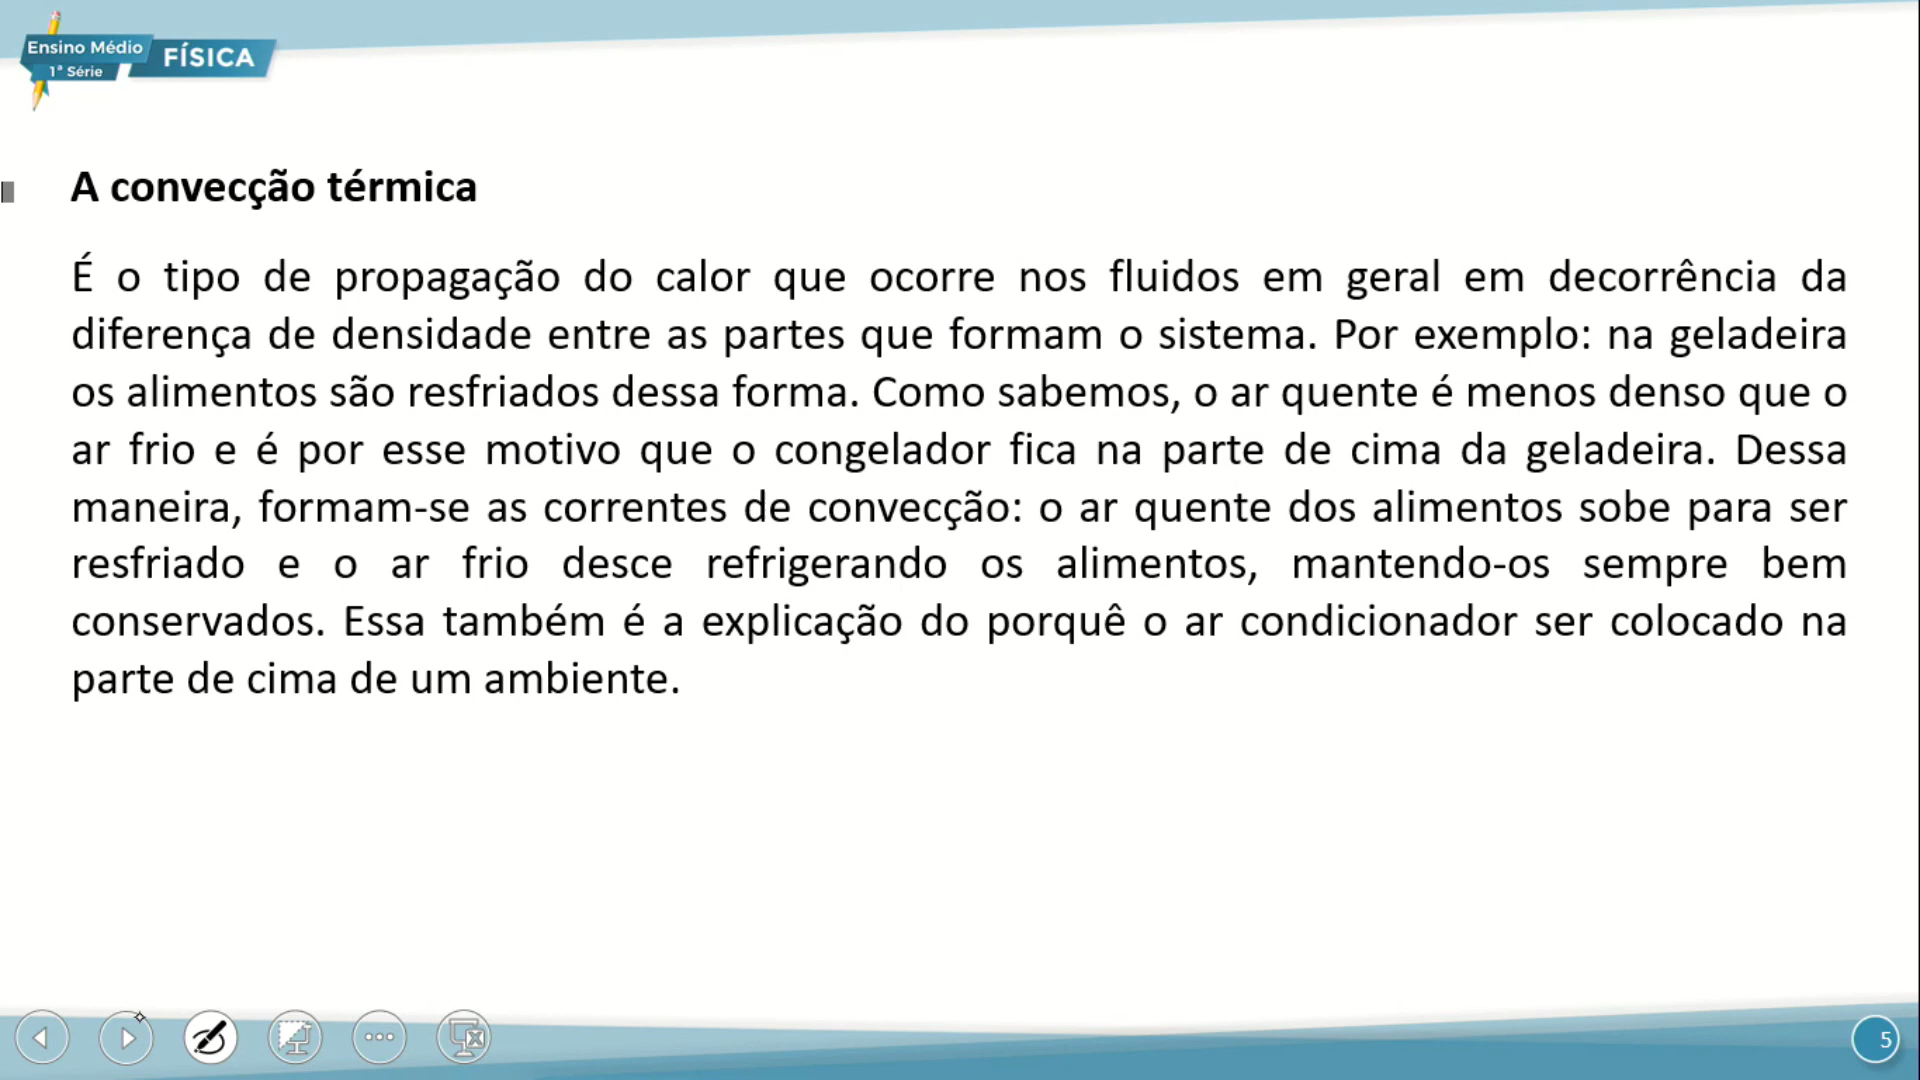 Ensino Médio
1ª Série
FÍSICA
A convecção térmica
É o tipo de propagação do calor que ocorre nos fluidos em geral em decorrência da
diferença de densidade entre as partes que formam o sistema. Por exemplo: na geladeira
os alimentos são resfriados dessa forma. Como sabemos, o ar quente é menos denso que o
ar frio e é por esse motivo que o congelador fica na parte de cima da geladeira. Dessa
maneira, formam-se as correntes de convecção: o ar quente dos alimentos sobe para ser
resfriado e o ar frio desce refrigerando os alimentos, mantendo-os sempre bem
conservados. Essa também é a explicação do porquê o ar condicionador ser colocado na
parte de cima de um ambiente.
5